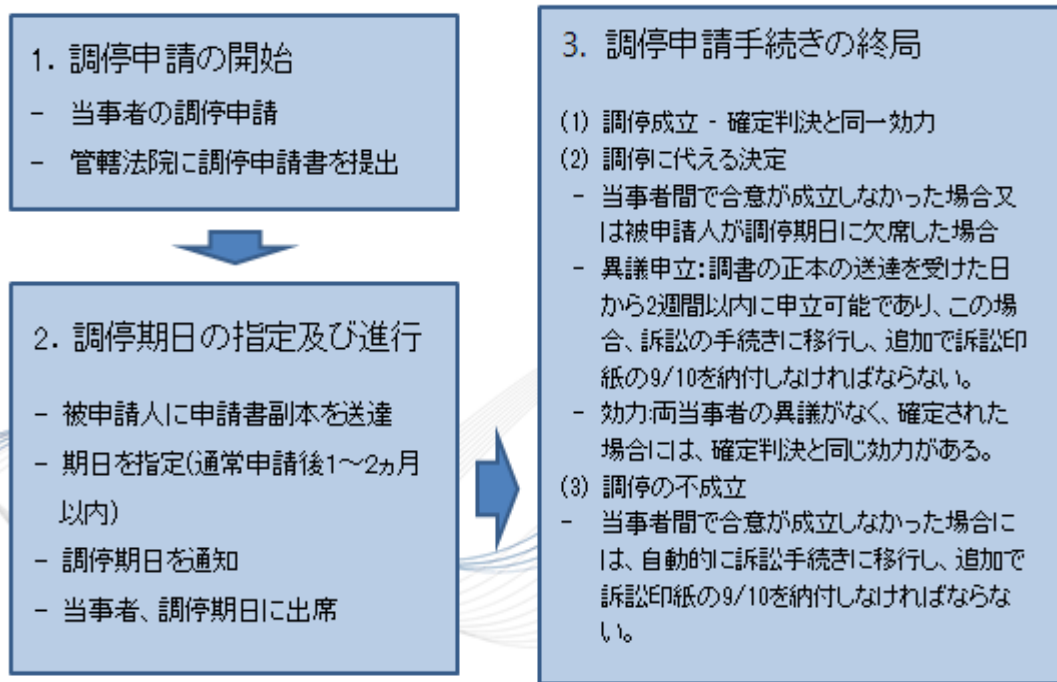 1. 調停申請の開始
- 当事者の調停申請
- 管轄法院に調停申請書を提出
2. 調停期日の指定及び進行
- 被申請人に申請書副本を送達
- 期日を指定(通常申請後1～2ヵ月
以内)
- 調停期日を通知
- 当事者、調停期日に出席
3. 調停申請手続きの終局
(1) 調停成立 - 確定判決と同一効力
(2) 調停に代える決定
- 当事者間で合意が成立しなかった場合又
は被申請人が調停期日に欠席した場合
- 異議申立:調書の正本の送達を受けた日
から2週間以内に申立可能であり、この場
合、訴訟の手続きに移行し、追加で訴訟印
紙の9/10を納付しなければならない。
- 効力:両当事者の異議がなく、確定された
場合には、確定判決と同じ効力がある。
(3) 調停の不成立
- 当事者間で合意が成立しなかった場合に
は、自動的に訴訟手続きに移行し、追加で
訴訟印紙の9/10を納付しなければならな
い。